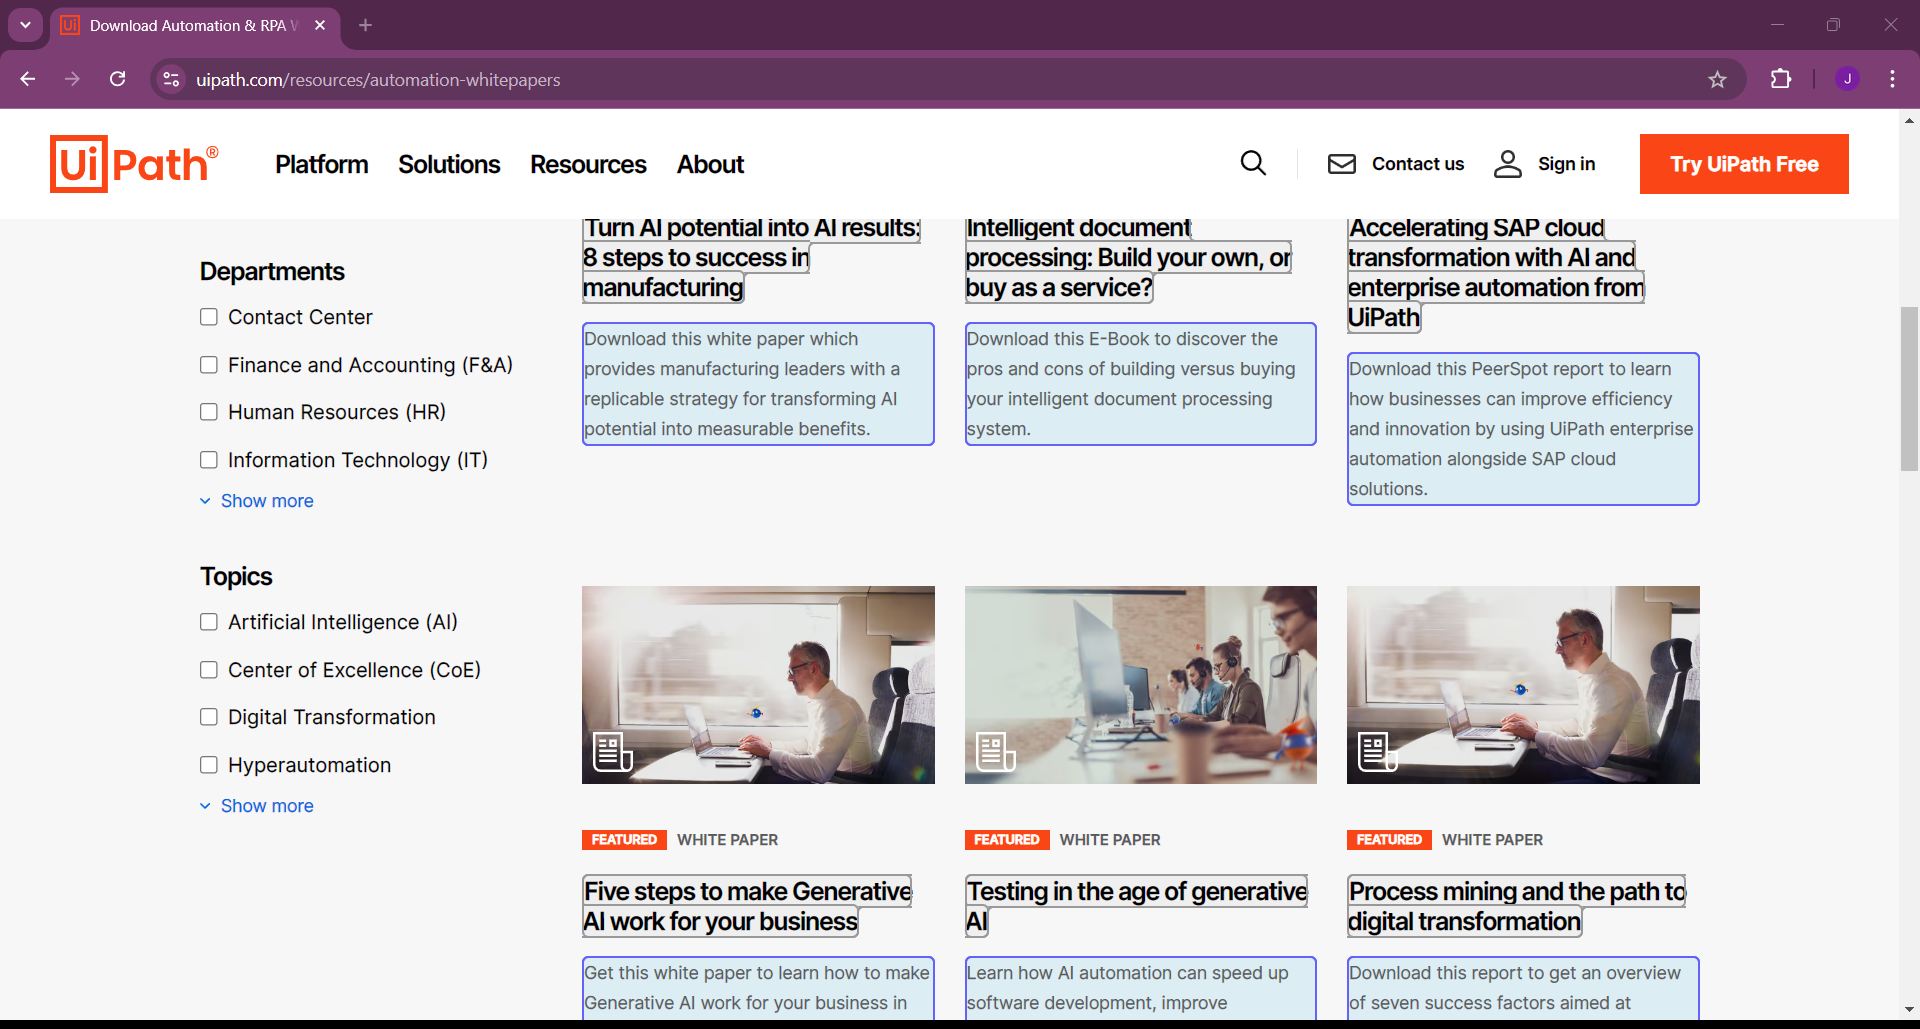 Ui Download Automation & RPA W
uipath.com/resources/automation-whitepapers
J
UiPath®
Platform
Solutions
Resources
About
Contact us
Sign in
Try UiPath Free
Departments
Contact Center
Finance and Accounting (F&A)
Human Resources (HR)
Information Technology (IT)
Show more
Topics
Artificial Intelligence (AI)
Center of Excellence (CoE)
Digital Transformation
Hyperautomation
Show more
Turn AI potential into AI results:
8 steps to success in
manufacturing
Download this white paper which
provides manufacturing leaders with a
replicable strategy for transforming AI
potential into measurable benefits.
Intelligent document
processing: Build your own, or
buy as a service?
Download this E-Book to discover the
pros and cons of building versus buying
your intelligent document processing
system.
Accelerating SAP cloud
transformation with AI and
enterprise automation from
UiPath
Download this PeerSpot report to learn
how businesses can improve efficiency
and innovation by using UiPath enterprise
automation alongside SAP cloud
solutions.
FEATURED WHITE PAPER
Five steps to make Generative
AI work for your business
Get this white paper to learn how to make
Generative AI work for your business in
FEATURED WHITE PAPER
Testing in the age of generative
AI
Learn how AI automation can speed up
software development, improve
FEATURED WHITE PAPER
Process mining and the path to
digital transformation
Download this report to get an overview
of seven success factors aimed at